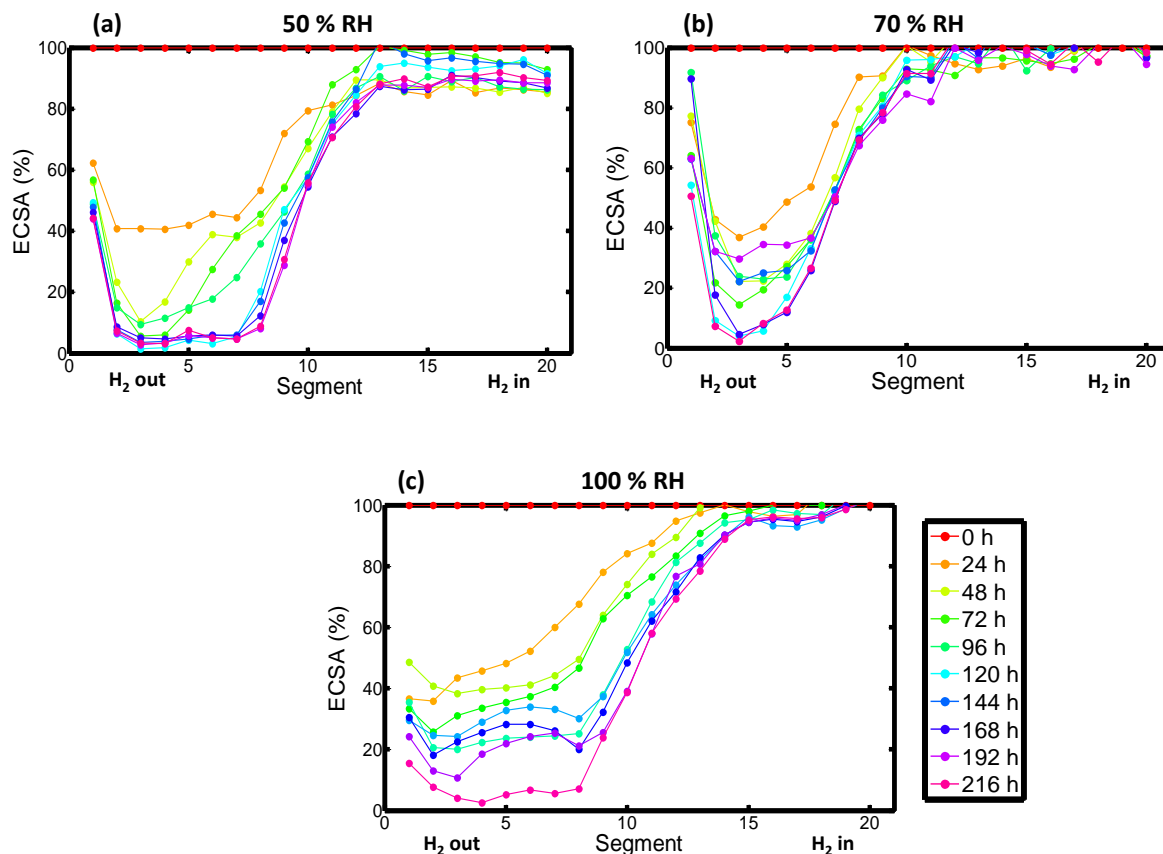 (a) 50 % RH
100
80
60
40
20
0
ECSA (%)
0 5 10 15 20
H2 out Segment H2 in
(b) 70 % RH
100
80
60
40
20
0
ECSA (%)
0 5 10 15 20
H2 out Segment H2 in
(c) 100 % RH
100
80
60
40
20
0
ECSA (%)
0 5 10 15 20
H2 out Segment H2 in
0 h
24 h
48 h
72 h
96 h
120 h
144 h
168 h
192 h
216 h